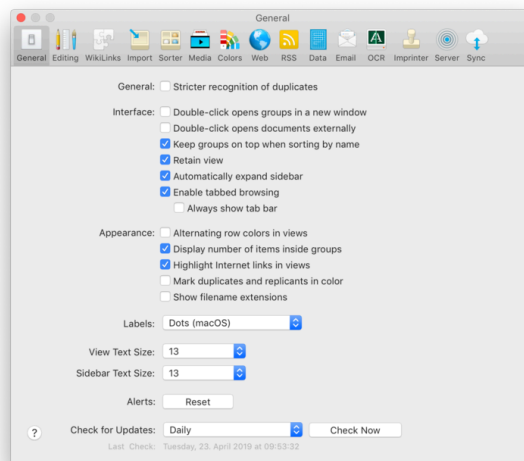 General
General Editing WikiLinks Import Sorter Media Colors Web RSS Data Email OCR Imprinter Server Sync
General: Stricter recognition of duplicates
Interface: Double-click opens groups in a new window
Double-click opens documents externally
Keep groups on top when sorting by name
Retain view
Automatically expand sidebar
Enable tabbed browsing
Always show tab bar
Appearance: Alternating row colors in views
Display number of items inside groups
Highlight Internet links in views
Mark duplicates and replicants in color
Show filename extensions
Labels: Dots (macOS)
View Text Size: 13
Sidebar Text Size: 13
Alerts: Reset
? Check for Updates: Daily Check Now
Last Check: Tuesday, 23. April 2019 at 09:53:32